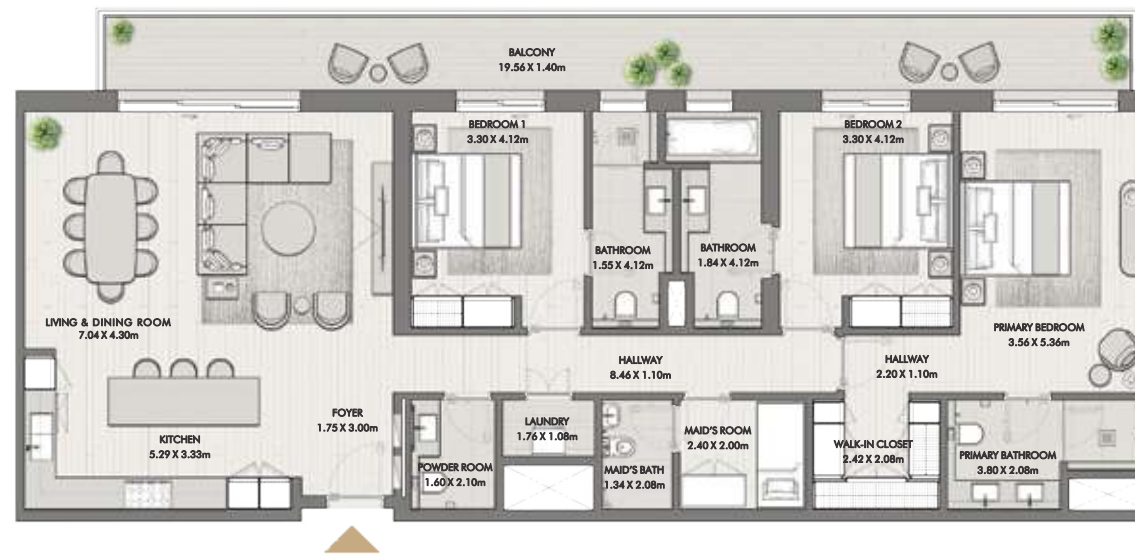 BALCONY
19.56 X 1.40m
BEDROOM 1
3.30 X 4.12m
BEDROOM 2
3.30 X 4.12m
BATHROOM
1.55 X 4.12m
BATHROOM
1.84 X 4.12m
LIVING & DINING ROOM
7.04 X 4.30m
PRIMARY BEDROOM
3.56 X 5.36m
HALLWAY
8.46 X 1.10m
HALLWAY
2.20 X 1.10m
FOYER
1.75 X 3.00m
KITCHEN
5.29 X 3.33m
LAUNDRY
1.76 X 1.08m
MAID'S ROOM
2.40 X 2.00m
WALK-IN CLOSET
2.42 X 2.08m
PRIMARY BATHROOM
3.80 X 2.08m
POWDER ROOM
1.60 X 2.10m
MAID'S BATH
1.34 X 2.08m